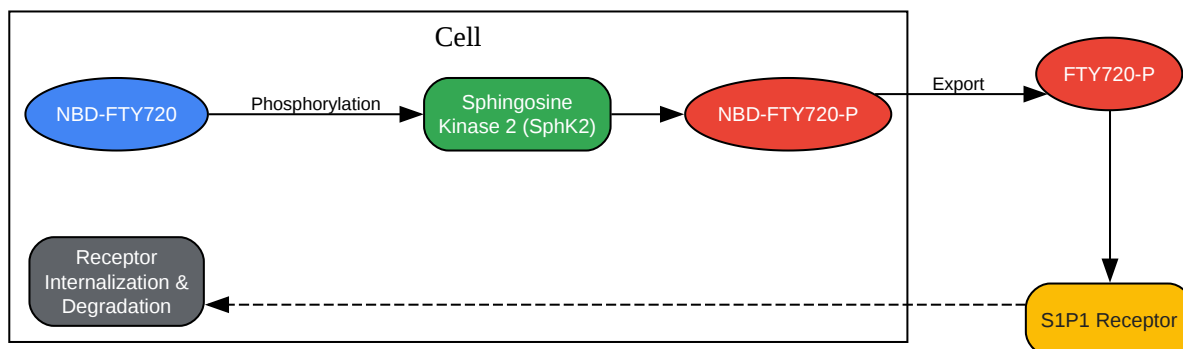 Cell
NBD-FTY720
Phosphorylation
Sphingosine
Kinase 2 (SphK2)
NBD-FTY720-P
Export
FTY720-P
Receptor
Internalization &
Degradation
S1P1 Receptor